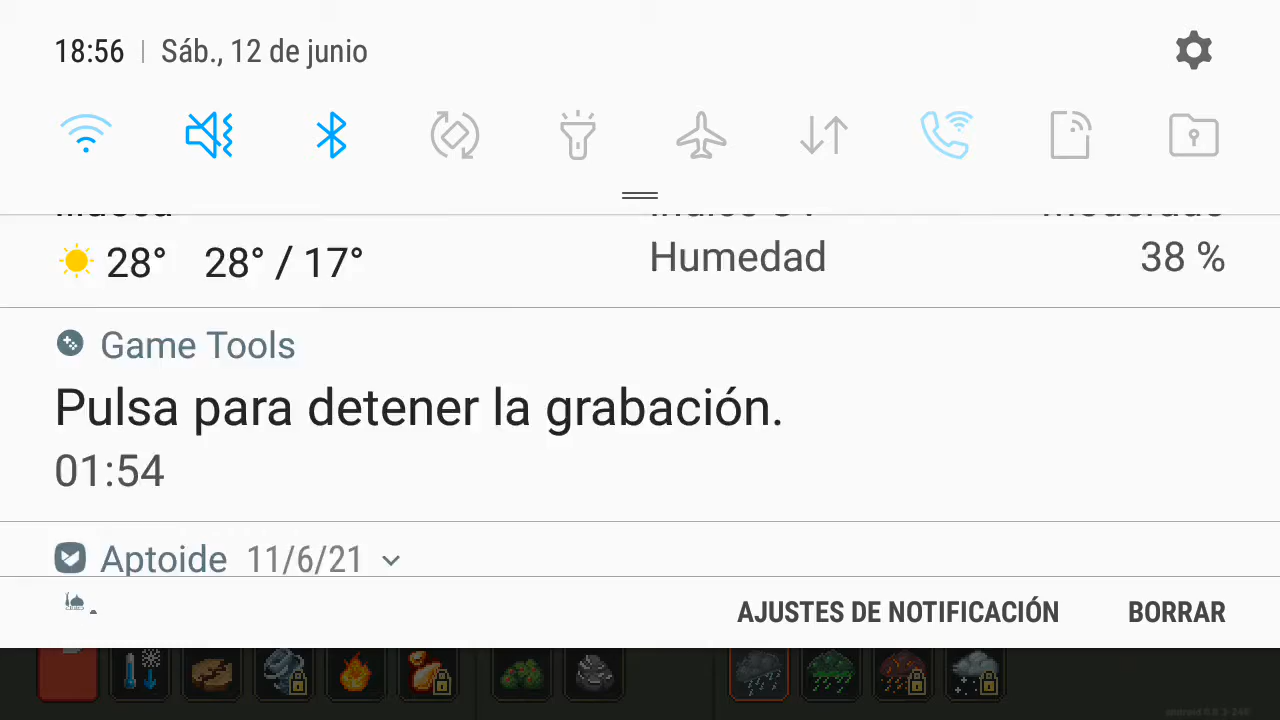 18:56 | Sáb., 12 de junio
28° 28° / 17°
Humedad 38 %
Game Tools
Pulsa para detener la grabación.
01:54
Aptoide 11/6/21
AJUSTES DE NOTIFICACIÓN BORRAR